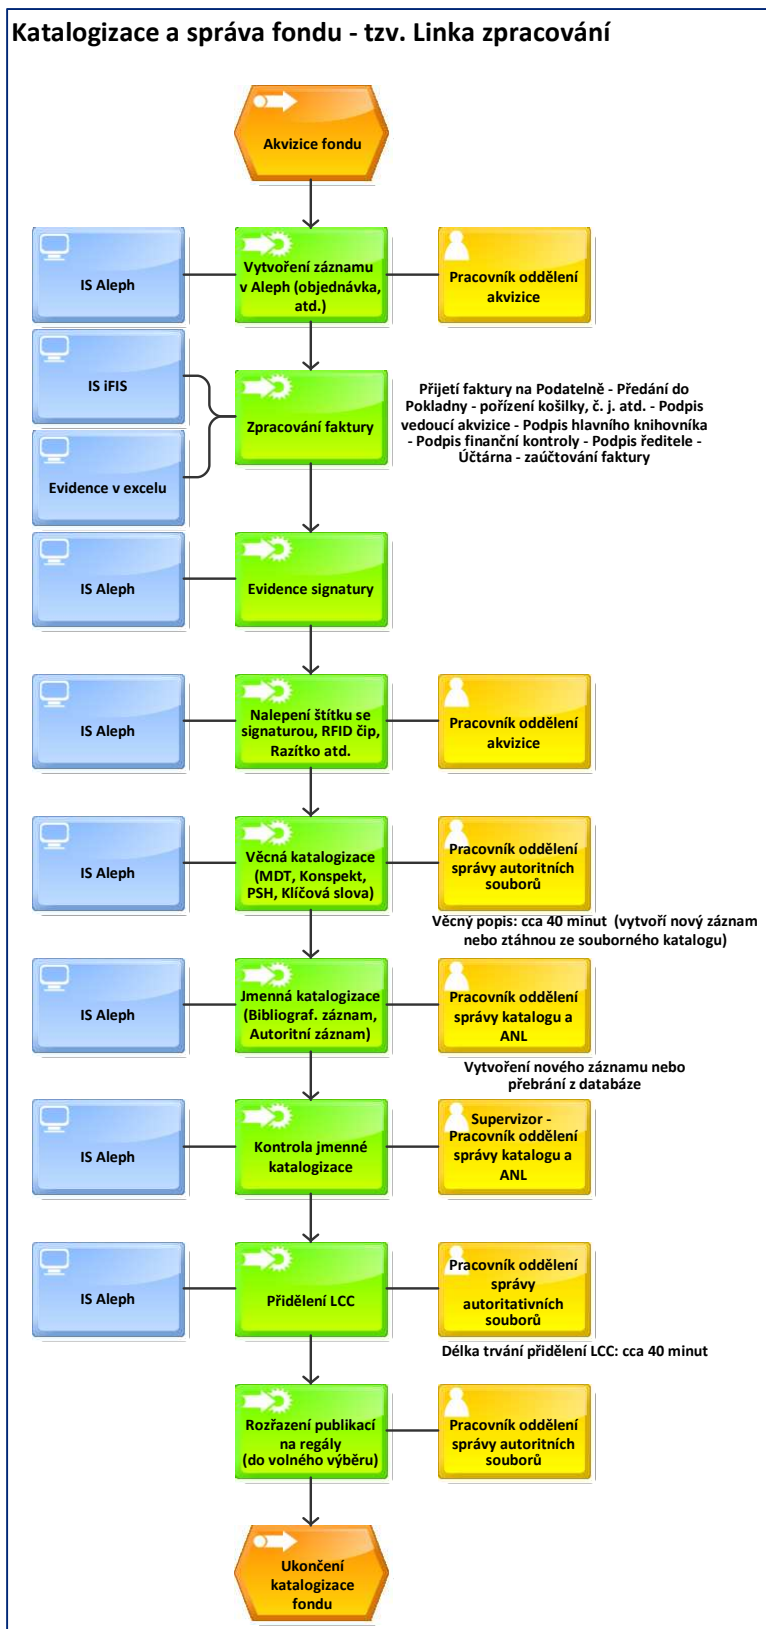 Katalogizace a správa fondu - tzv. Linka zpracování
Akvizice fondu
IS Aleph
Vytvoření záznamu
v Aleph (objednávka,
atd.)
Pracovník oddělení
akvizice
IS iFIS
Evidence v excelu
Zpracování faktury
Přijetí faktury na Podatelně - Předání do
Pokladny - pořízení košilky, č. j. atd. - Podpis
vedoucí akvizice - Podpis hlavního knihovníka
- Podpis finanční kontroly - Podpis ředitele -
Účtárna - zaúčtování faktury
IS Aleph
Evidence signatury
IS Aleph
Nalepení štítku se
signaturou, RFID čip,
Razítko atd.
Pracovník oddělení
akvizice
IS Aleph
Věcná katalogizace
(MDT, Konspekt,
PSH, Klíčová slova)
Pracovník oddělení
správy autoritních
souborů
Věcný popis: cca 40 minut  (vytvoří nový záznam
nebo ztáhnou ze souborného katalogu)
IS Aleph
Jmenná katalogizace
(Bibliograf. záznam,
Autoritní záznam)
Pracovník oddělení
správy katalogu a
ANL
Vytvoření nového záznamu nebo
přebrání z databáze
IS Aleph
Kontrola jmenné
katalogizace
Supervizor -
Pracovník oddělení
správy katalogu a
ANL
IS Aleph
Přidělení LCC
Pracovník oddělení
správy
autoritativních
souborů
Délka trvání přidělení LCC: cca 40 minut
Rozřazení publikací
na regály
(do volného výběru)
Pracovník oddělení
správy autoritních
souborů
Ukončení
katalogizace
fondu